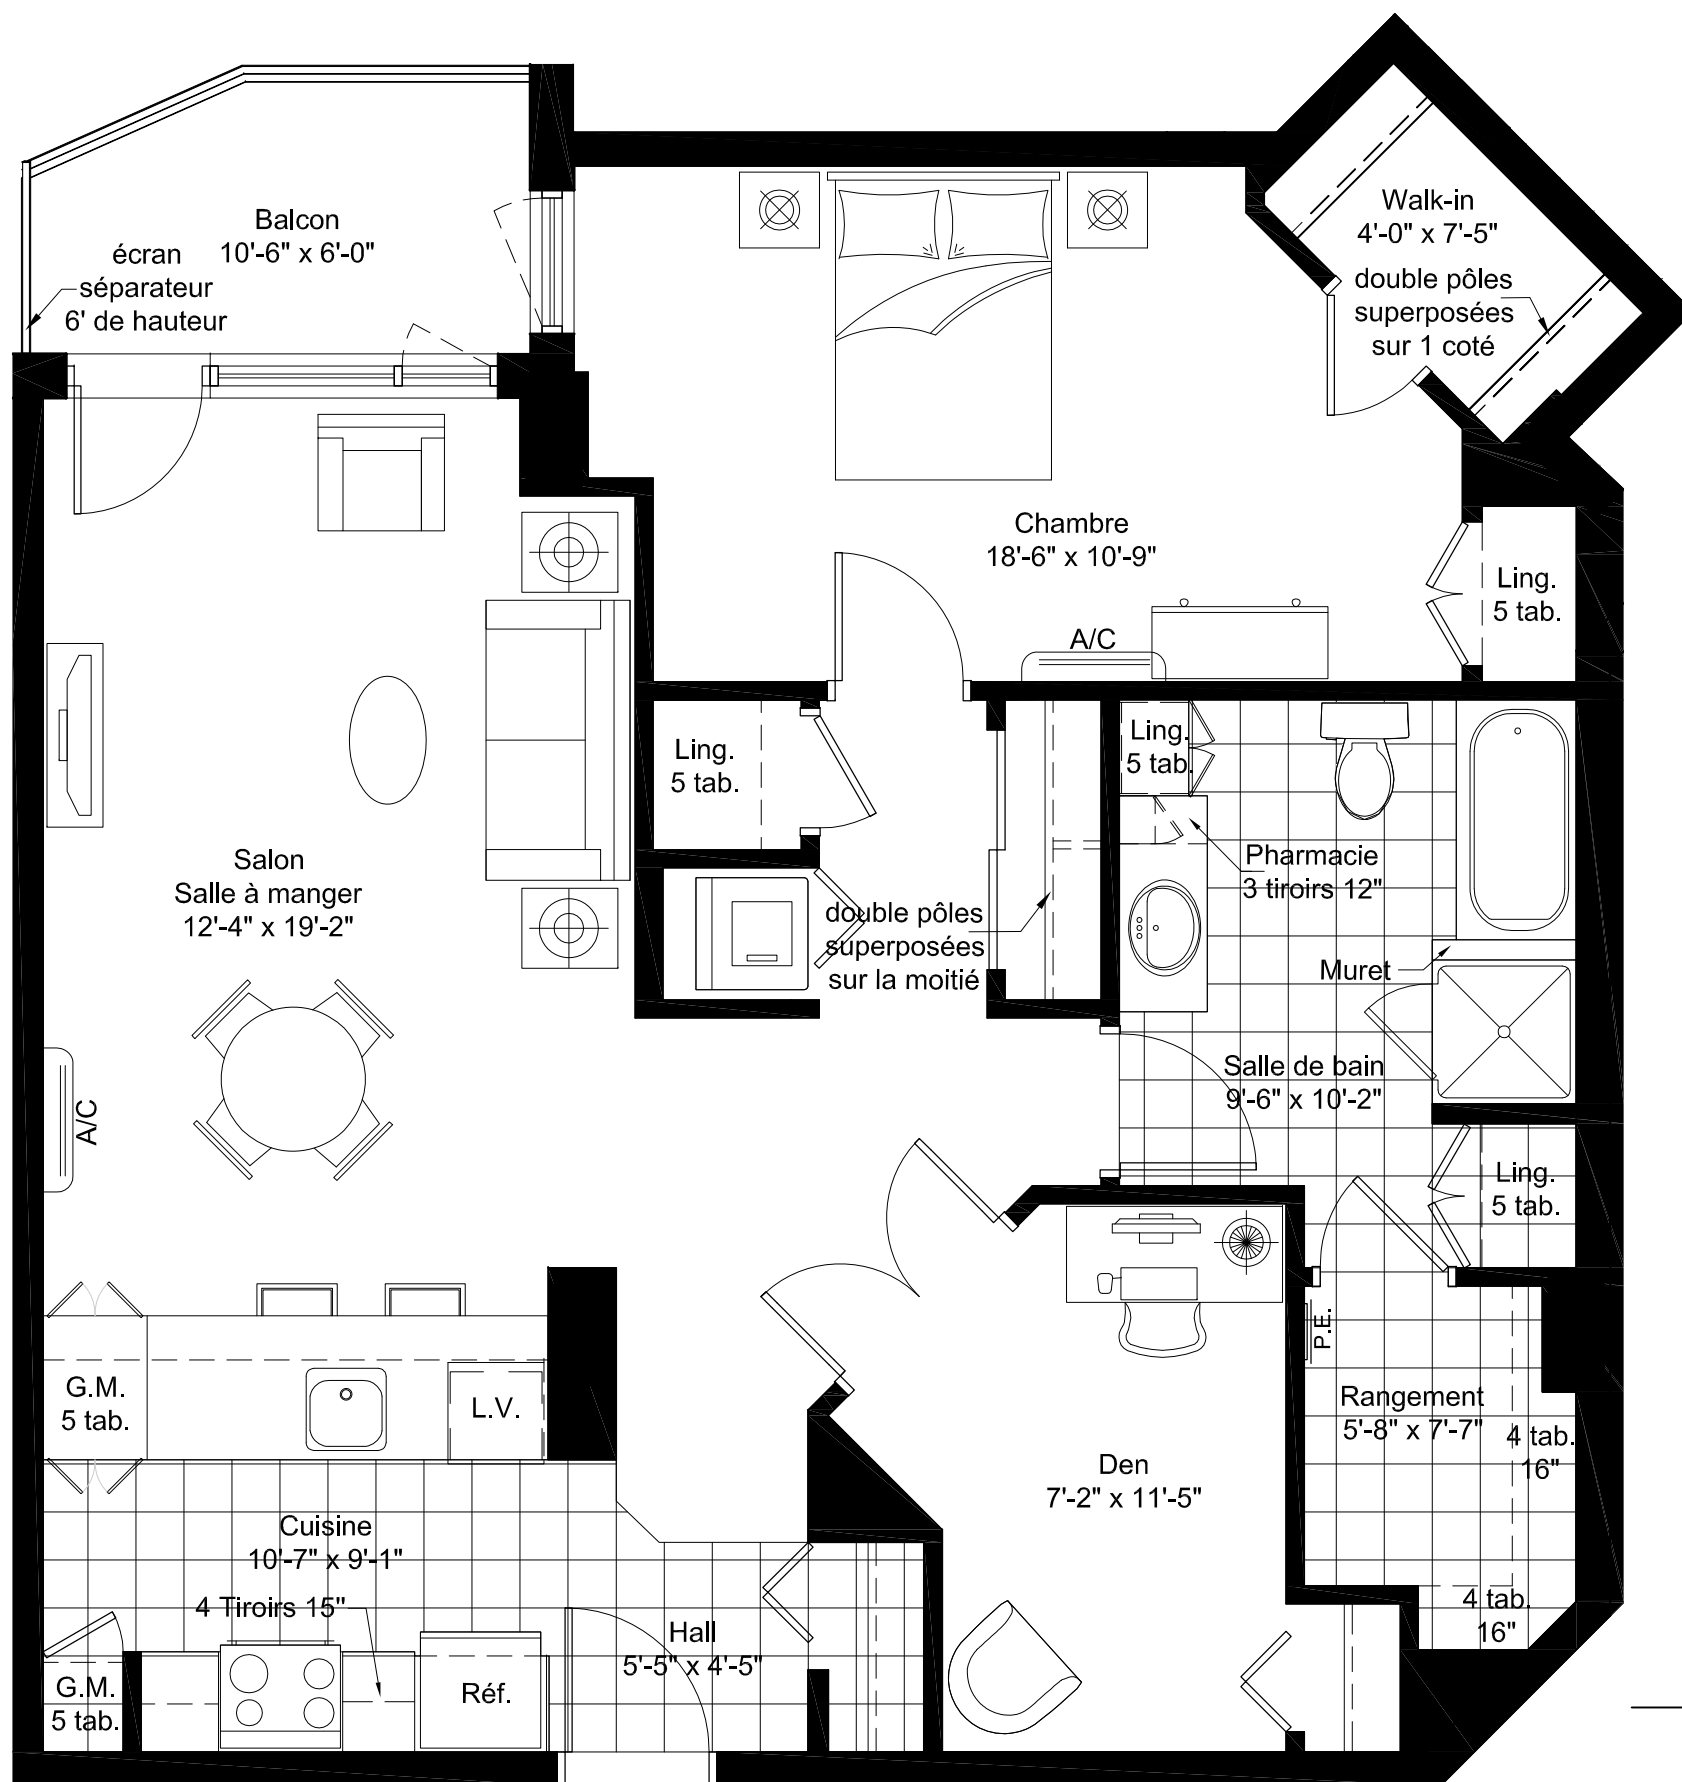 Balcon
10'-6" x 6'-0"
écran
séparateur
6' de hauteur
Walk-in
4'-0" x 7'-5"
double pôles
superposées
sur 1 coté
Chambre
18'-6" x 10'-9"
Ling.
5 tab.
A/C
Ling.
5 tab.
Ling.
5 tab.
Pharmacie
3 tiroirs 12"
Salon
Salle à manger
12'-4" x 19'-2"
double pôles
superposées
sur la moitié
Muret
Salle de bain
9'-6" x 10'-2"
A/C
Ling.
5 tab.
P.E.
G.M.
5 tab.
L.V.
Rangement
5'-8" x 7'-7"
4 tab.
16"
Den
7'-2" x 11'-5"
Cuisine
10'-7" x 9'-1"
4 Tiroirs 15"
Hall
5'-5" x 4'-5"
4 tab.
16"
G.M.
5 tab.
Réf.